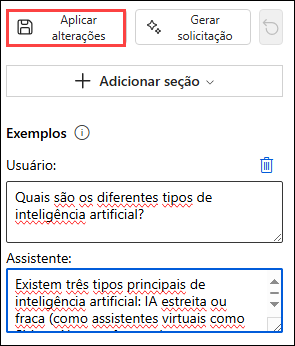 Aplicar
alterações
Gerar
solicitação
Adicionar seção
Exemplos
Usuário:
Quais são os diferentes tipos de
inteligência artificial?
Assistente:
Existem três tipos principais de
inteligência artificial: IA estreita ou
fraca (como assistentes virtuais como